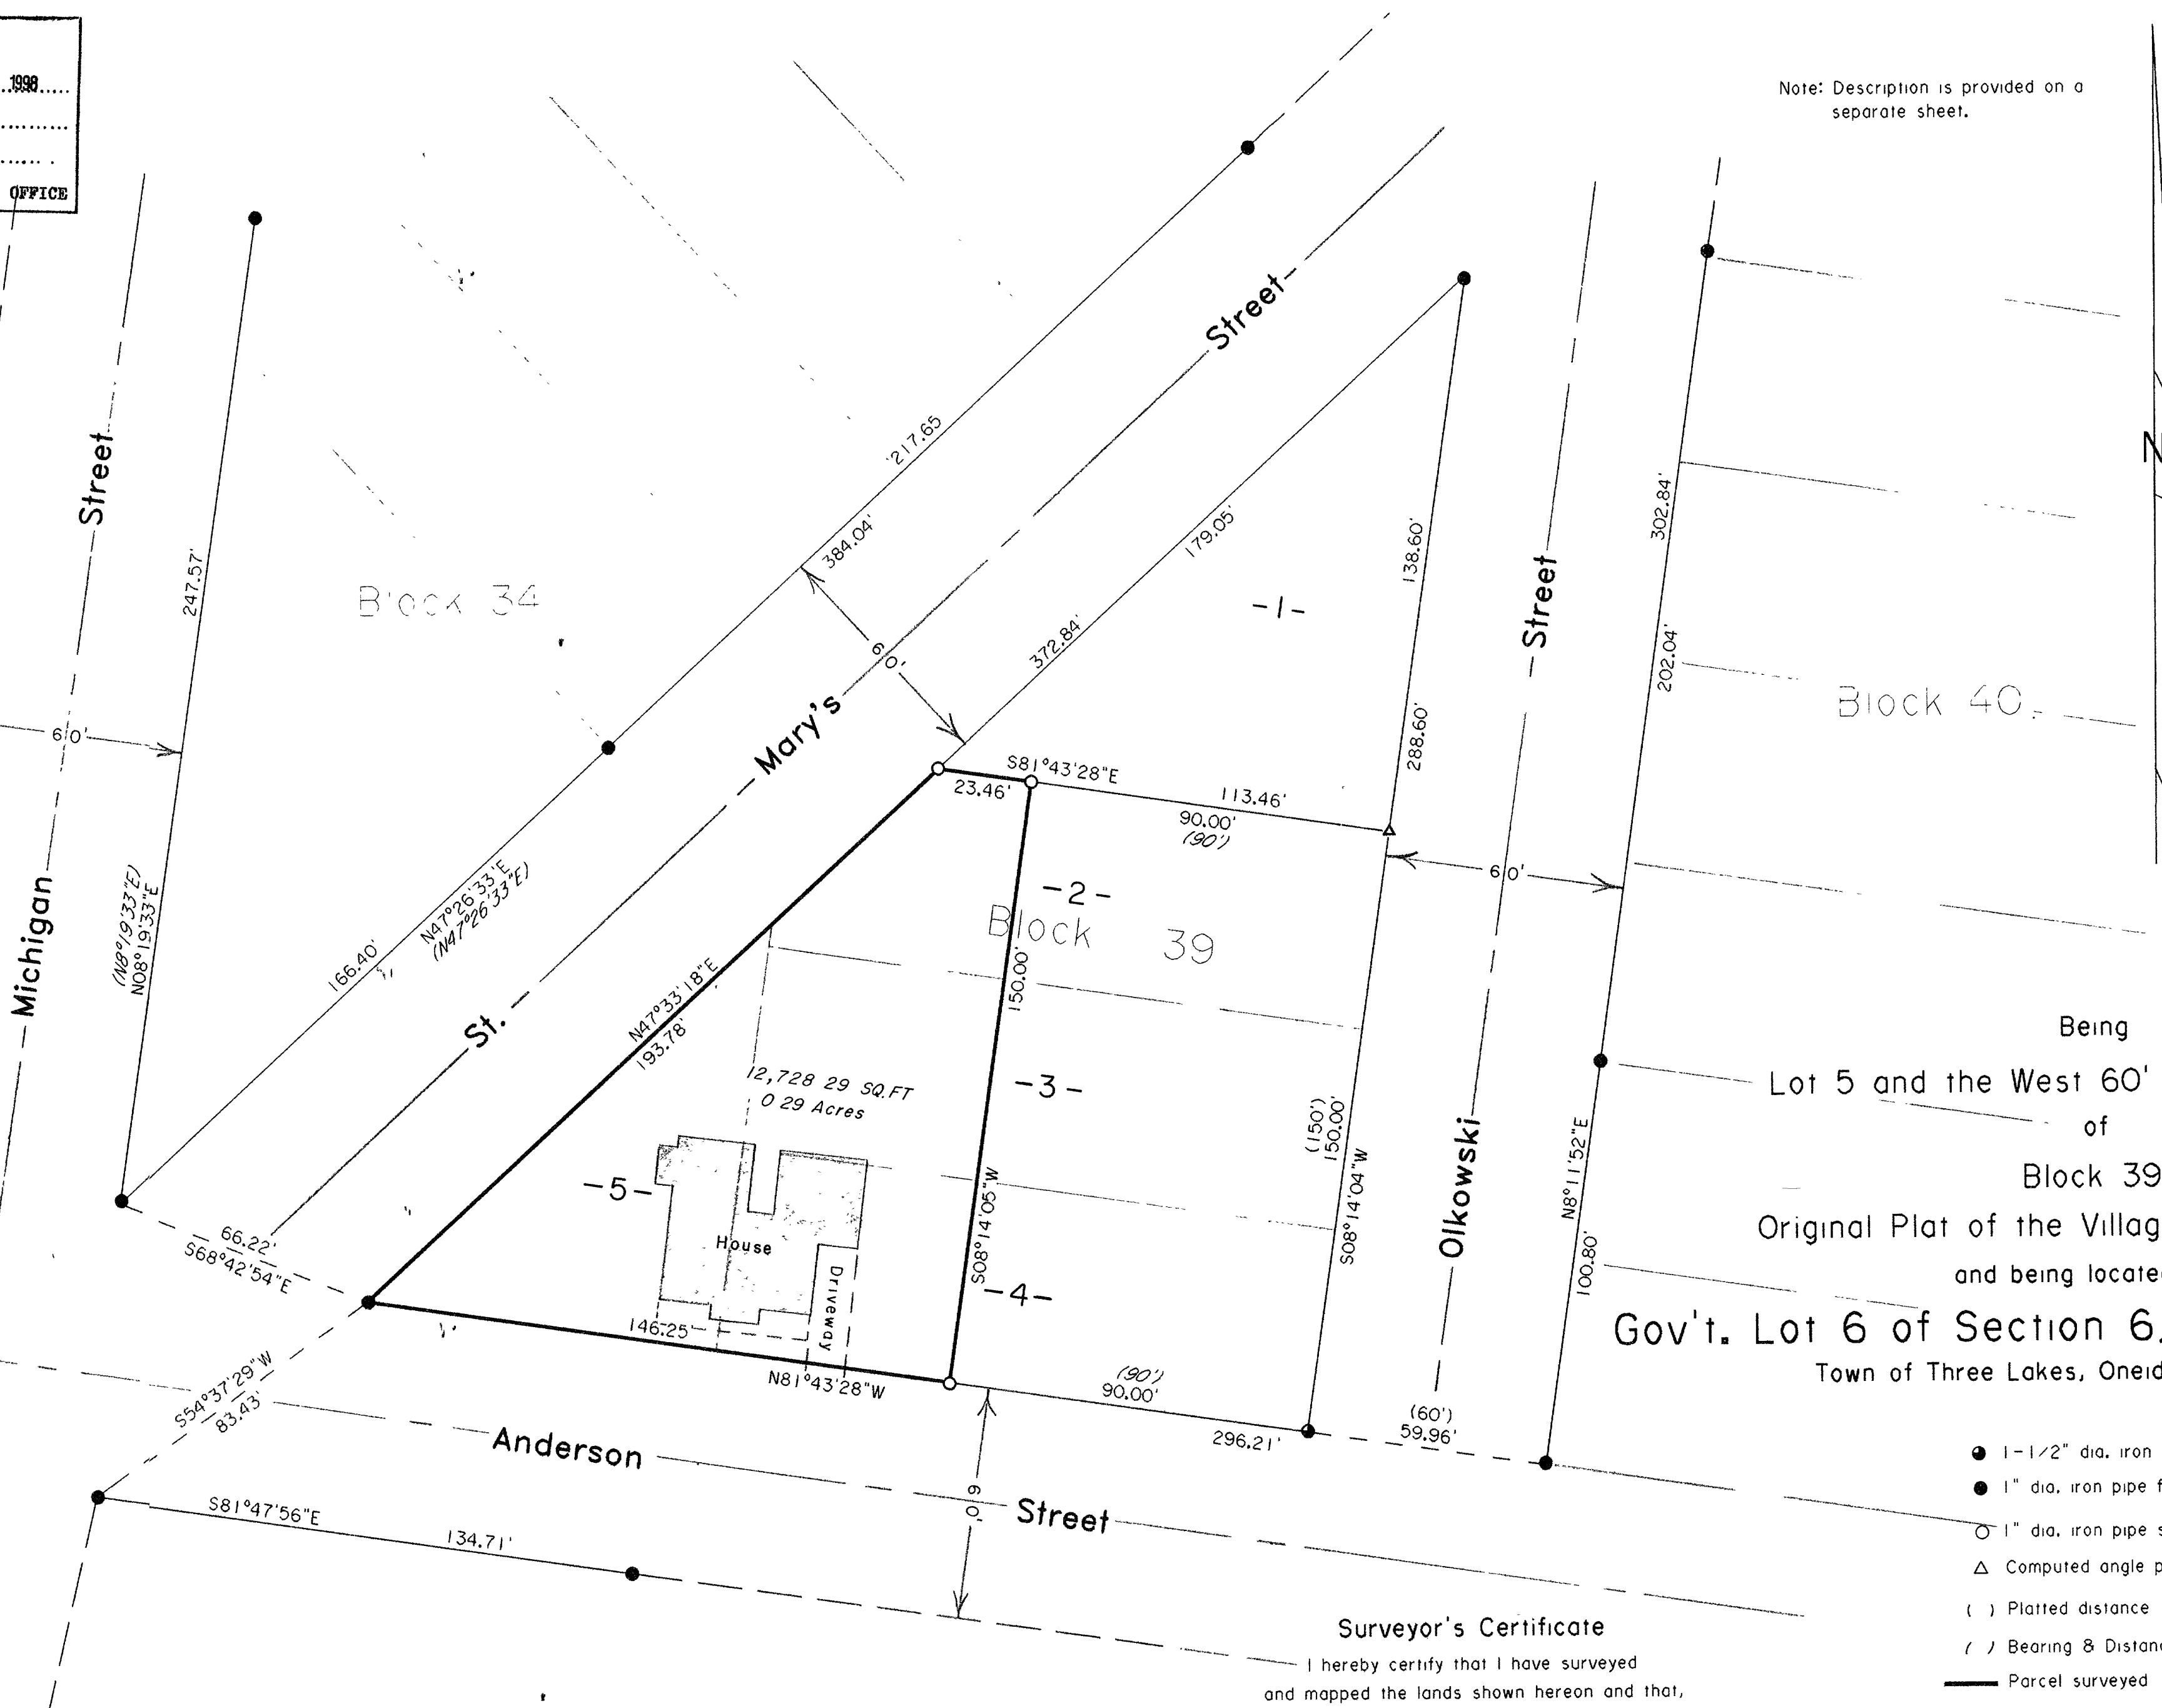 1998
OFFICE
Note: Description is provided on a
separate sheet.
Michigan Street
247.57'
(N8°19'33"E)
N08°19'33"E
60'
Block 34
217.65
384.04'
166.40'
N47°26'33"E
(N47°26'33"E)
60'
St. Mary's Street
179.05'
372.84'
-1-
138.60'
288.60'
S81°43'28"E
23.46'
113.46'
90.00'
(90')
-2-
Block 39
150.00'
S08°14'05"W
-3-
-4-
-5-
N47°33'18"E
193.78'
12,728 29 SQ.FT
0 29 Acres
House
Driveway
146.25
N81°43'28"W
(90')
90.00'
296.21'
(60')
59.96'
(150')
150.00'
S08°14'04"W
Olkowski Street
60'
302.84'
202.04'
N8°11'52"E
100.80'
Block 40
66.22'
S68°42'54"E
S54°37'29"W
83.43'
Anderson Street
60'
S81°47'56"E
134.71'
N
Being
Lot 5 and the West 60'
of
Block 39
Original Plat of the Villag
and being locate
Gov't. Lot 6 of Section 6,
Town of Three Lakes, Oneid
1-1/2" dia. iron
1" dia. iron pipe f
1" dia. iron pipe s
Computed angle p
( ) Platted distance
( ) Bearing & Distan
Parcel surveyed
Surveyor's Certificate
I hereby certify that I have surveyed
and mapped the lands shown hereon and that,